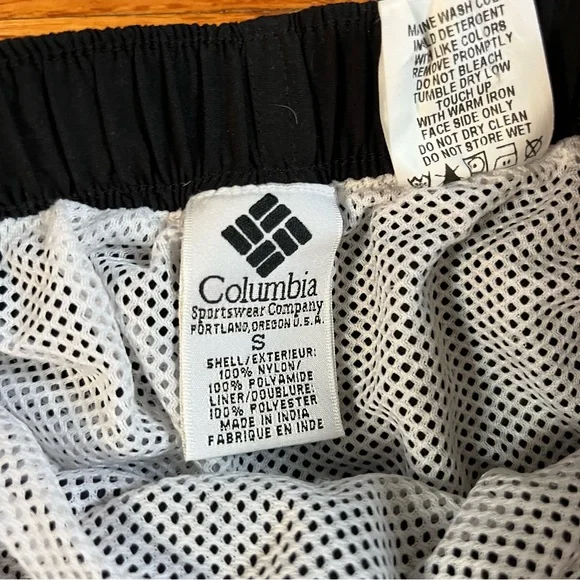 Columbia
Sportswear Company
PORTLAND, OREGON U.S.A.
S
SHELL/EXTERIEUR:
100% NYLON/
100% POLYAMIDE
LINER/DOUBLURE:
100% POLYESTER
MADE IN INDIA
FABRIQUE EN INDE
WASH
DETERGENT
LIKE COLORS
REMOVE PROMPTLY
DO NOT BLEACH
TUMBLE DRY LOW
TOUCH UP
WITH WARM IRON
FACE SIDE ONLY
DO NOT DRY CLEAN
DO NOT STORE WET